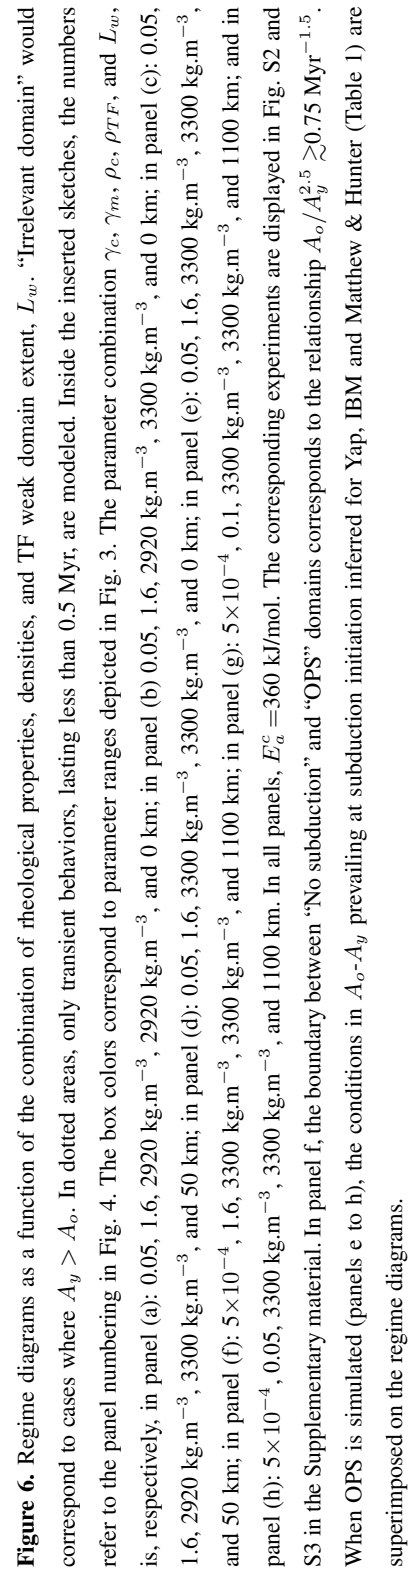 Figure 6. Regime diagrams as a function of the combination of rheological properties, densities, and TF weak domain extent, $L_w$. “Irrelevant domain” would
correspond to cases where $A_y > A_o$. In dotted areas, only transient behaviors, lasting less than 0.5 Myr, are modeled. Inside the inserted sketches, the numbers
refer to the panel numbering in Fig. 4. The box colors correspond to parameter ranges depicted in Fig. 3. The parameter combination $\gamma_c$, $\gamma_m$, $\rho_c$, $\rho_{TF}$, and $L_w$,
is, respectively, in panel (a): 0.05, 1.6, 2920 kg.m$^{-3}$, 2920 kg.m$^{-3}$, and 0 km; in panel (b) 0.05, 1.6, 2920 kg.m$^{-3}$, 3300 kg.m$^{-3}$, and 0 km; in panel (c): 0.05,
1.6, 2920 kg.m$^{-3}$, 3300 kg.m$^{-3}$, and 50 km; in panel (d): 0.05, 1.6, 3300 kg.m$^{-3}$, 3300 kg.m$^{-3}$, and 0 km; in panel (e): 0.05, 1.6, 3300 kg.m$^{-3}$, 3300 kg.m$^{-3}$,
and 50 km; in panel (f): 5×10$^{-4}$, 1.6, 3300 kg.m$^{-3}$, 3300 kg.m$^{-3}$, and 1100 km; in panel (g): 5×10$^{-4}$, 0.1, 3300 kg.m$^{-3}$, 3300 kg.m$^{-3}$, and 1100 km; and in
panel (h): 5×10$^{-4}$, 0.05, 3300 kg.m$^{-3}$, 3300 kg.m$^{-3}$, and 1100 km. In all panels, $E_a^c$ =360 kJ/mol. The corresponding experiments are displayed in Fig. S2 and
S3 in the Supplementary material. In panel f, the boundary between “No subduction” and “OPS” domains corresponds to the relationship $A_o/A_y^{2.5}$ ≳0.75 Myr$^{-1.5}$.
When OPS is simulated (panels e to h), the conditions in $A_o$-$A_y$ prevailing at subduction initiation inferred for Yap, IBM and Matthew & Hunter (Table 1) are
superimposed on the regime diagrams.